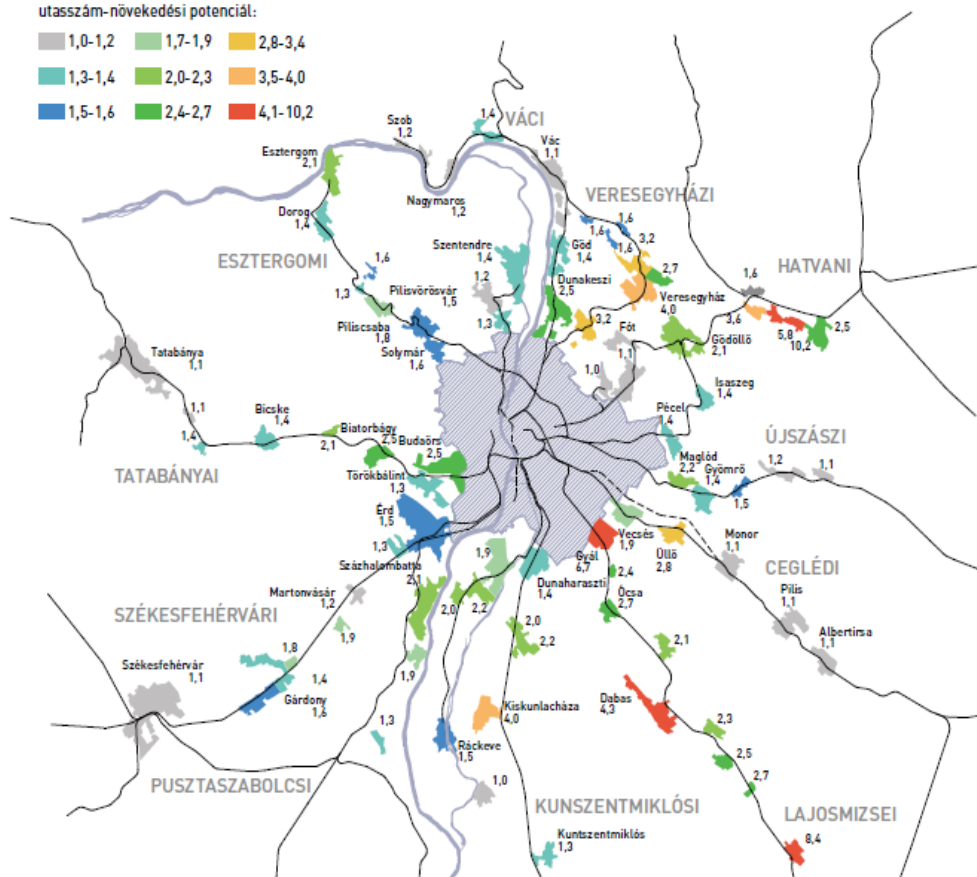 utasszám-növekedési potenciál:
1,0-1,2
1,7-1,9
2,8-3,4
1,3-1,4
2,0-2,3
3,5-4,0
1,5-1,6
2,4-2,7
4,1-10,2
VÁCI
1,4
Szob
1,2
Vác
1,1
Esztergom
2,1
Nagymaros
1,2
VERESEGYHÁZI
Dorog
1,4
1,6
1,6
1,6
3,2
Szentendre
1,4
Göd
1,4
ESZTERGOMI
1,6
1,2
Dunakeszi
2,5
2,7
HATVANI
1,3
Pilisvörösvár
1,5
1,6
Veresegyház
4,0
Piliscsaba
1,8
1,3
3,2
Fót
1,1
3,6
5,8
10,2
2,5
Solymár
1,6
Gödöllő
2,1
Tatabánya
1,1
1,0
Isaszeg
1,4
1,1
Bicske
1,4
Biatorbágy
2,5
Pécel
1,4
1,4
2,1
Budaörs
2,5
ÚJSZÁSZI
Maglód
2,2
TATABÁNYAI
Törökbálint
1,3
Gyömrő
1,4
1,2
1,1
1,5
Érd
1,5
1,9
Vecsés
1,9
Monor
1,1
1,3
Gyál
6,7
Üllő
2,8
CEGLÉDI
Százhalombatta
2,1
Dunaharaszti
1,4
2,4
Martonvásár
1,2
2,0
2,2
Ócsa
2,7
Pilis
1,1
SZÉKESFEHÉRVÁRI
1,9
2,0
2,2
2,1
Albertirsa
1,1
Székesfehérvár
1,1
1,8
1,4
1,9
Gárdony
1,6
Kiskunlacháza
4,0
Dabas
4,3
1,3
2,3
Ráckeve
1,5
2,5
PUSZTASZABOLCSI
1,0
2,7
KUNSZENTMIKLÓSI
LAJOSMIZSEI
Kuntszentmiklós
1,3
8,4